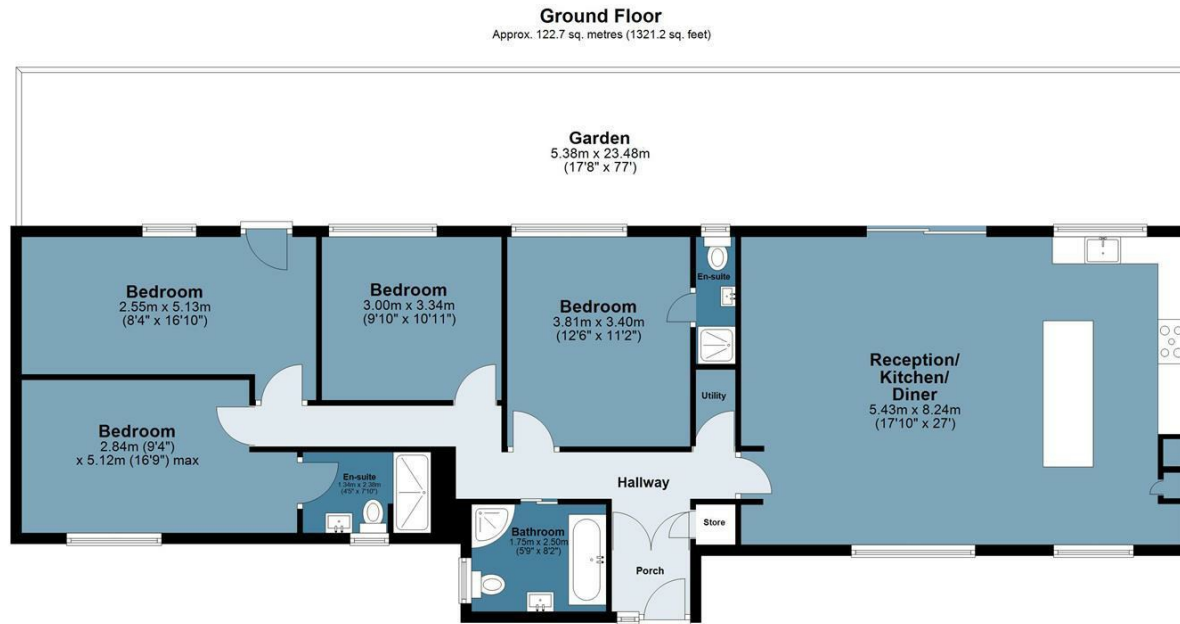 Ground Floor
Approx. 122.7 sq. metres (1321.2 sq. feet)
Garden
5.38m x 23.48m
(17'8" x 77')
Bedroom
2.55m x 5.13m
(8'4" x 16'10")
Bedroom
3.00m x 3.34m
(9'10" x 10'11")
Bedroom
3.81m x 3.40m
(12'6" x 11'2")
En-suite
Reception/
Kitchen/
Diner
5.43m x 8.24m
(17'10" x 27')
Utility
Bedroom
2.84m (9'4")
x 5.12m (16'9") max
En-suite
1.34m x 2.38m
(4'5" x 7'10")
Hallway
Bathroom
1.75m x 2.50m
(5'9" x 8'2")
Store
Porch